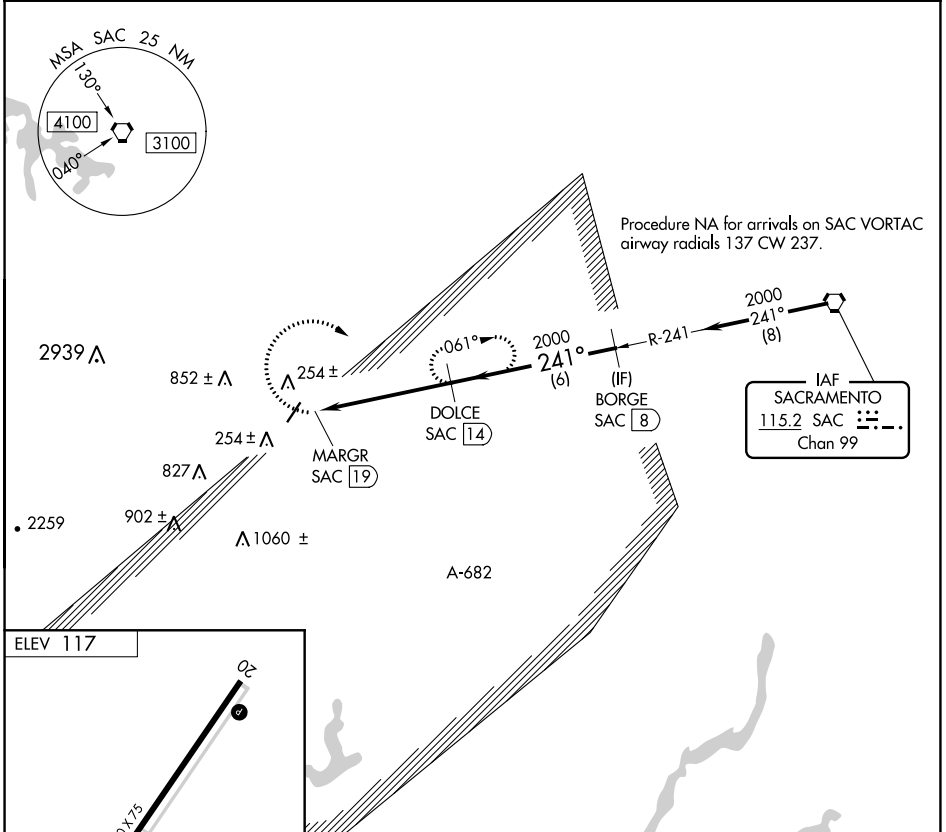 MSA SAC 25 NM
130°
4100
3100
040°
Procedure NA for arrivals on SAC VORTAC
airway radials 137 CW 237.
2000
241°
(8)
R-241
IAF
SACRAMENTO
115.2 SAC
Chan 99
2000
241°
(6)
061°
(IF)
BORGE
SAC 8
DOLCE
SAC 14
MARGR
SAC 19
2939
852 ±
254 ±
254 ±
827
902 ±
2259
1060 ±
A-682
ELEV 117
20
P
X 75